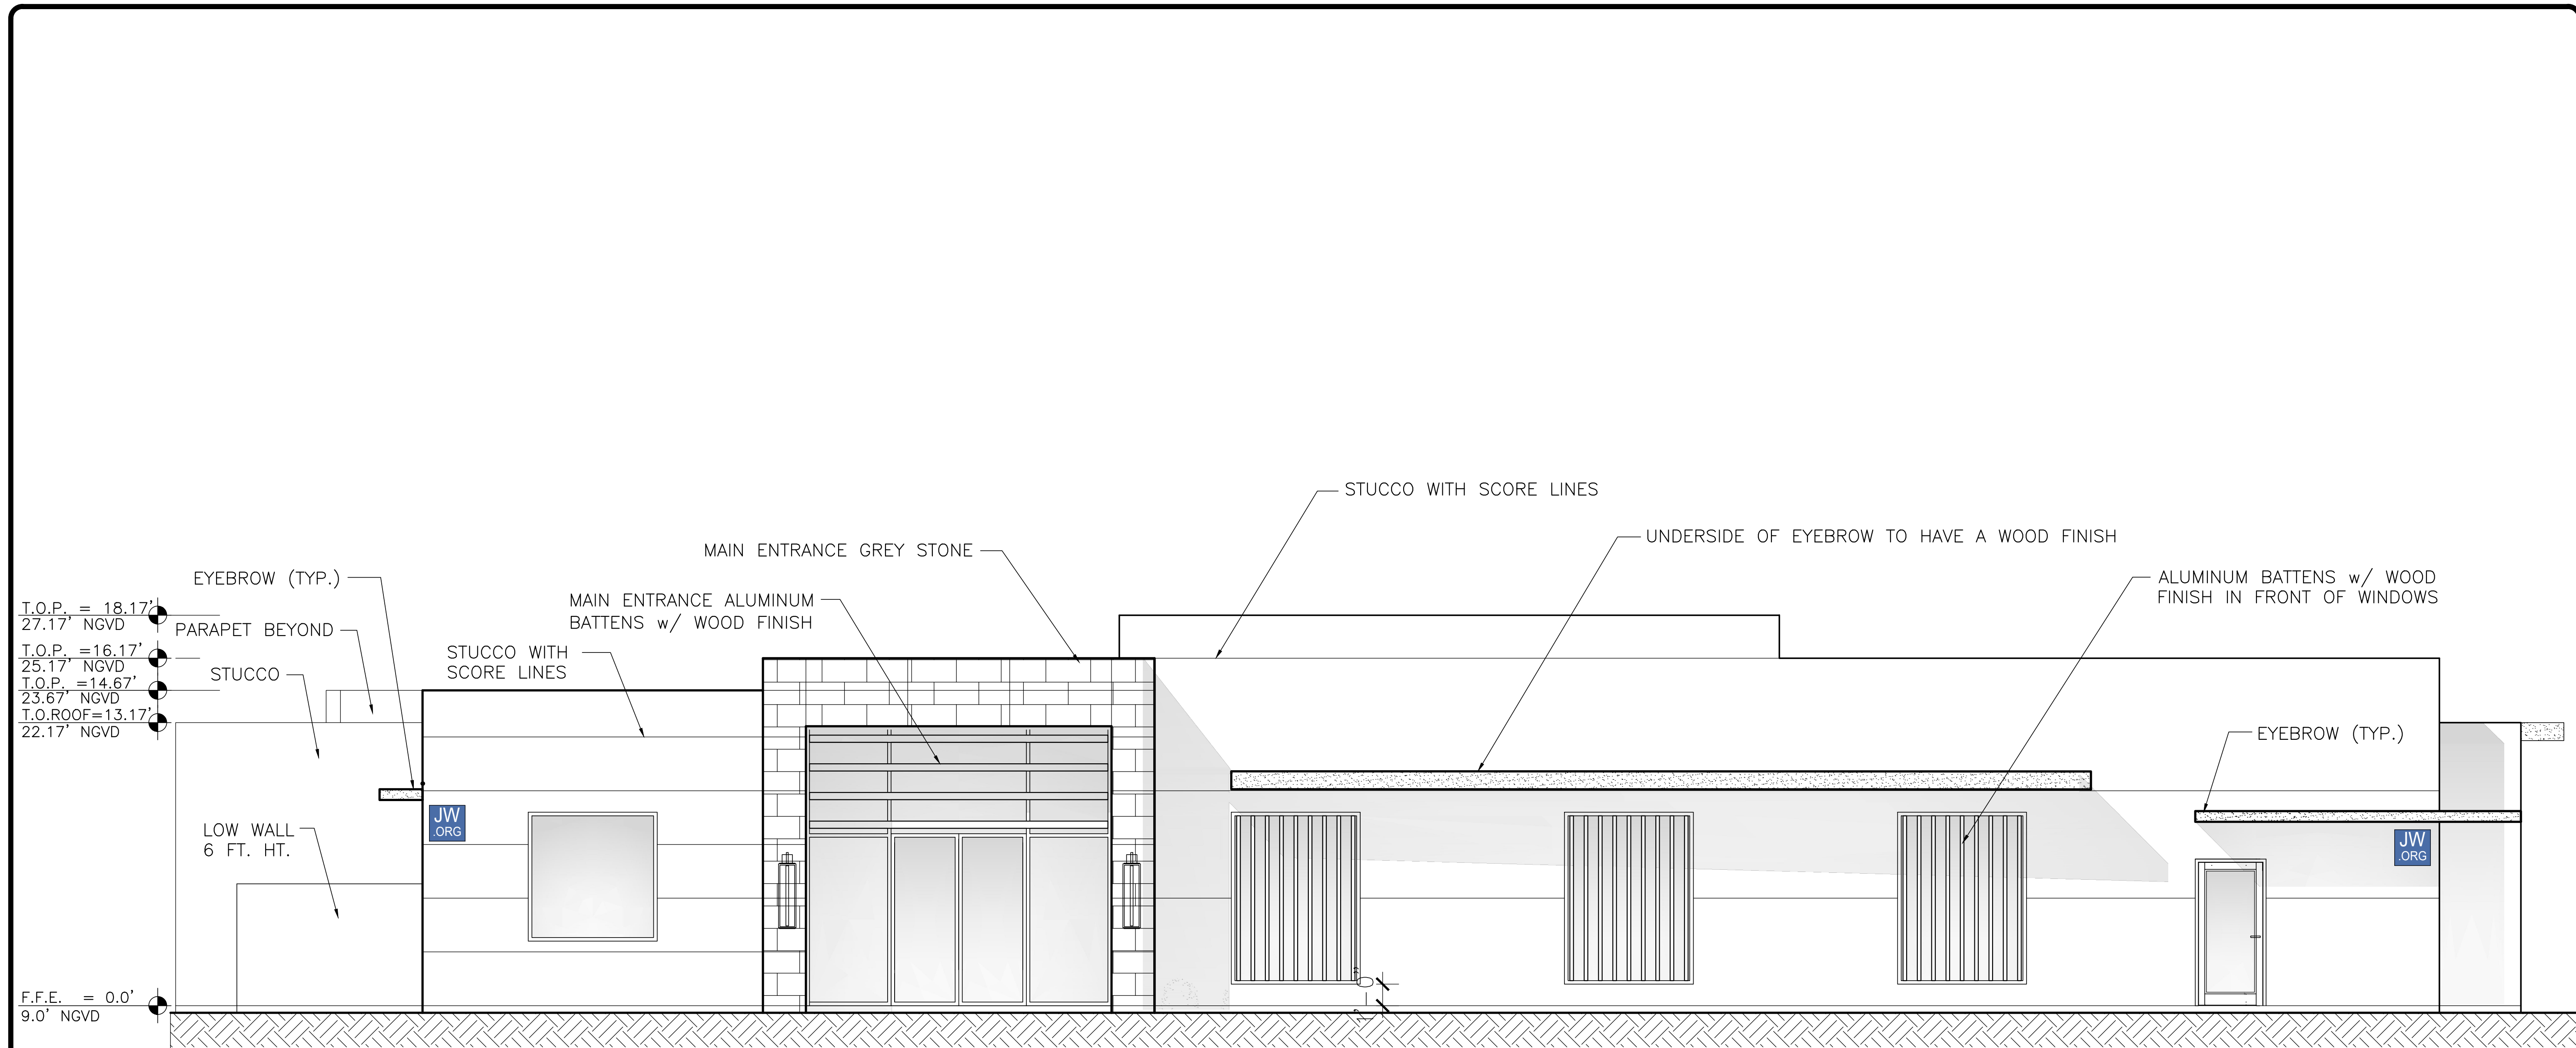 STUCCO WITH SCORE LINES
UNDERSIDE OF EYEBROW TO HAVE A WOOD FINISH
MAIN ENTRANCE GREY STONE
EYEBROW (TYP.)
ALUMINUM BATTENS w/ WOOD
FINISH IN FRONT OF WINDOWS
MAIN ENTRANCE ALUMINUM
BATTENS w/ WOOD FINISH
T.O.P. = 18.17'
27.17' NGVD
PARAPET BEYOND
T.O.P. =16.17'
25.17' NGVD
STUCCO WITH
SCORE LINES
STUCCO
T.O.P. =14.67'
23.67' NGVD
T.O.ROOF=13.17'
22.17' NGVD
EYEBROW (TYP.)
JW
.ORG
LOW WALL
6 FT. HT.
JW
.ORG
F.F.E. = 0.0'
9.0' NGVD